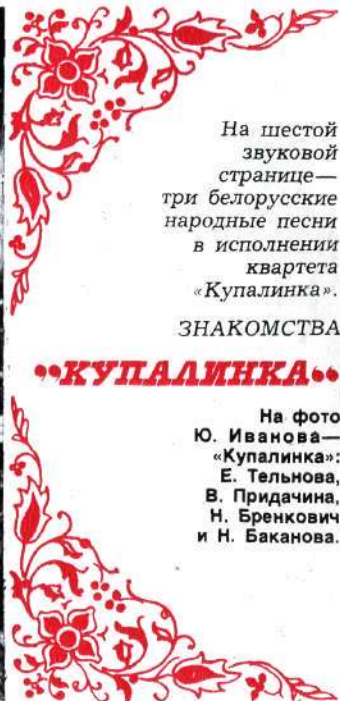 На шестой
звуковой
странице—
три белорусские
народные песни
в исполнении
квартета
«Купалинка».
ЗНАКОМСТВА
„КУПАЛИНКА“
На фото
Ю. Иванова—
«Купалинка»:
Е. Тельнова,
В. Придачина,
Н. Бренкович
и Н. Баканова.